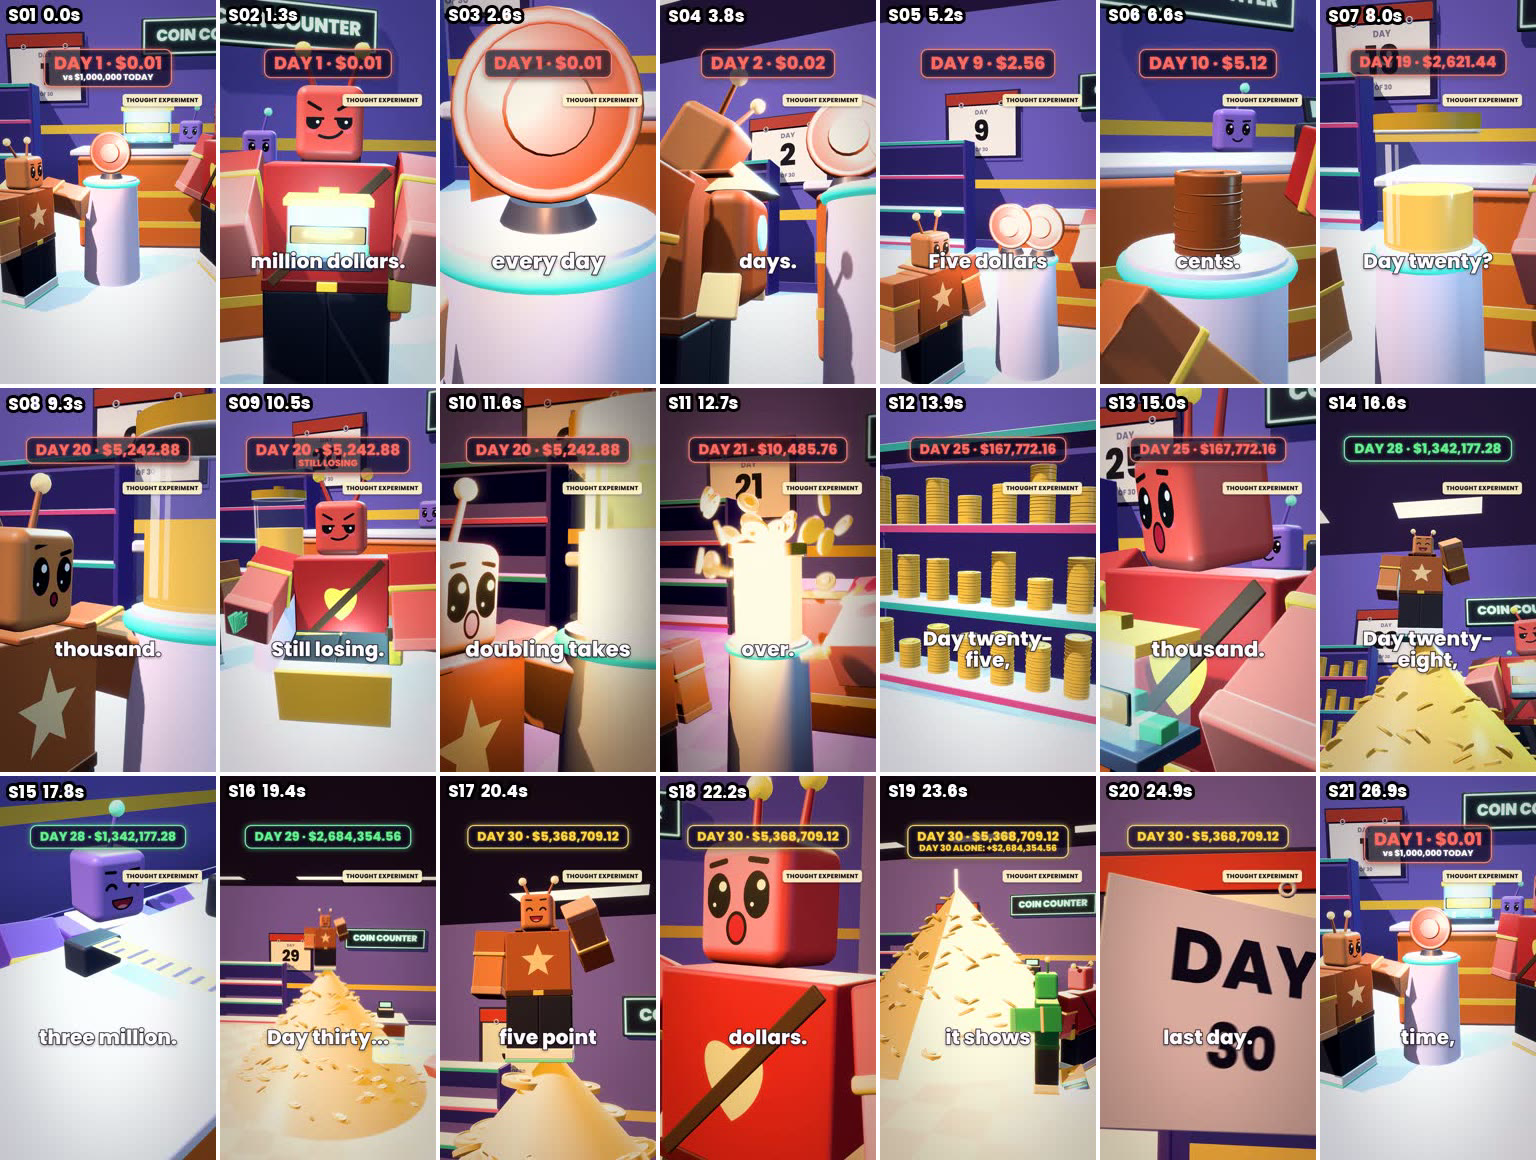 S01 0.0s
COIN CO
DAY 1 · $0.01
vs $1,000,000 TODAY
THOUGHT EXPERIMENT
S02 1.3s
COUNTER
DAY 1 · $0.01
THOUGHT EXPERIMENT
million dollars.
S03 2.6s
DAY 1 · $0.01
THOUGHT EXPERIMENT
every day
S04 3.8s
DAY 2 · $0.02
THOUGHT EXPERIMENT
DAY
2
days.
S05 5.2s
DAY 9 · $2.56
THOUGHT EXPERIMENT
9
OF 30
Five dollars
S06 6.6s
DAY 10 · $5.12
THOUGHT EXPERIMENT
cents.
S07 8.0s
DAY
DAY 19 · $2,621.44
THOUGHT EXPERIMENT
Day twenty?
S08 9.3s
DAY 20 · $5,242.88
THOUGHT EXPERIMENT
thousand.
S09 10.5s
DAY 20 · $5,242.88
STILL LOSING
THOUGHT EXPERIMENT
Still losing.
S10 11.6s
DAY 20 · $5,242.88
THOUGHT EXPERIMENT
doubling takes
S11 12.7s
DAY 21 · $10,485.76
THOUGHT EXPERIMENT
21
over.
S12 13.9s
DAY 25 · $167,772.16
THOUGHT EXPERIMENT
Day twenty-
five,
S13 15.0s
DAY 25 · $167,772.16
THOUGHT EXPERIMENT
thousand.
S14 16.6s
DAY 28 · $1,342,177.28
THOUGHT EXPERIMENT
COIN COU
Day twenty-
eight,
S15 17.8s
DAY 28 · $1,342,177.28
THOUGHT EXPERIMENT
three million.
S16 19.4s
DAY 29 · $2,684,354.56
THOUGHT EXPERIMENT
COIN COUNTER
29
Day thirty...
S17 20.4s
DAY 30 · $5,368,709.12
THOUGHT EXPERIMENT
five point
S18 22.2s
DAY 30 · $5,368,709.12
THOUGHT EXPERIMENT
dollars.
S19 23.6s
DAY 30 · $5,368,709.12
DAY 30 ALONE: +$2,684,354.56
THOUGHT EXPERIMENT
COIN COUNTER
it shows
S20 24.9s
DAY 30 · $5,368,709.12
THOUGHT EXPERIMENT
DAY
30
last day.
S21 26.9s
COIN CO
DAY 1 · $0.01
vs $1,000,000 TODAY
THOUGHT EXPERIMENT
time,